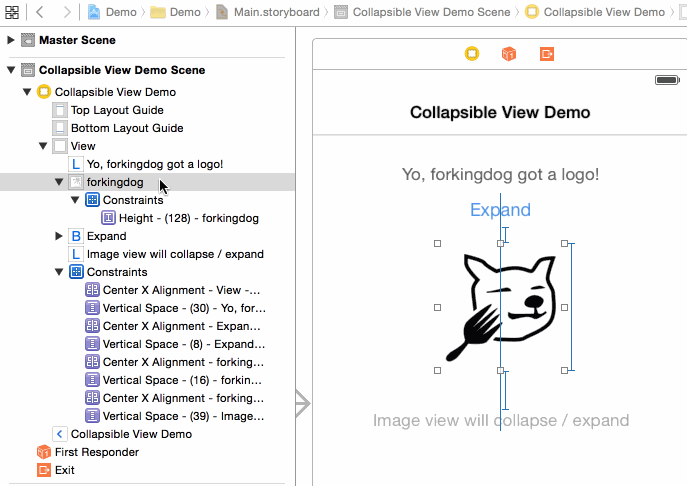 Demo Demo Main.storyboard Collapsible View Demo Scene Collapsible View Demo
Master Scene
Collapsible View Demo Scene
Collapsible View Demo
Top Layout Guide
Bottom Layout Guide
View
L Yo, forkingdog got a logo!
forkingdog
Constraints
Height - (128) - forkingdog
B Expand
L Image view will collapse / expand
Constraints
Center X Alignment - View -...
Vertical Space - (30) - Yo, for...
Center X Alignment - Expan...
Vertical Space - (8) - Expand...
Center X Alignment - forking...
Vertical Space - (16) - forkin...
Center X Alignment - forking...
Vertical Space - (39) - Image...
Collapsible View Demo
First Responder
Exit
Collapsible View Demo
Yo, forkingdog got a logo!
Expand
Image view will collapse / expand